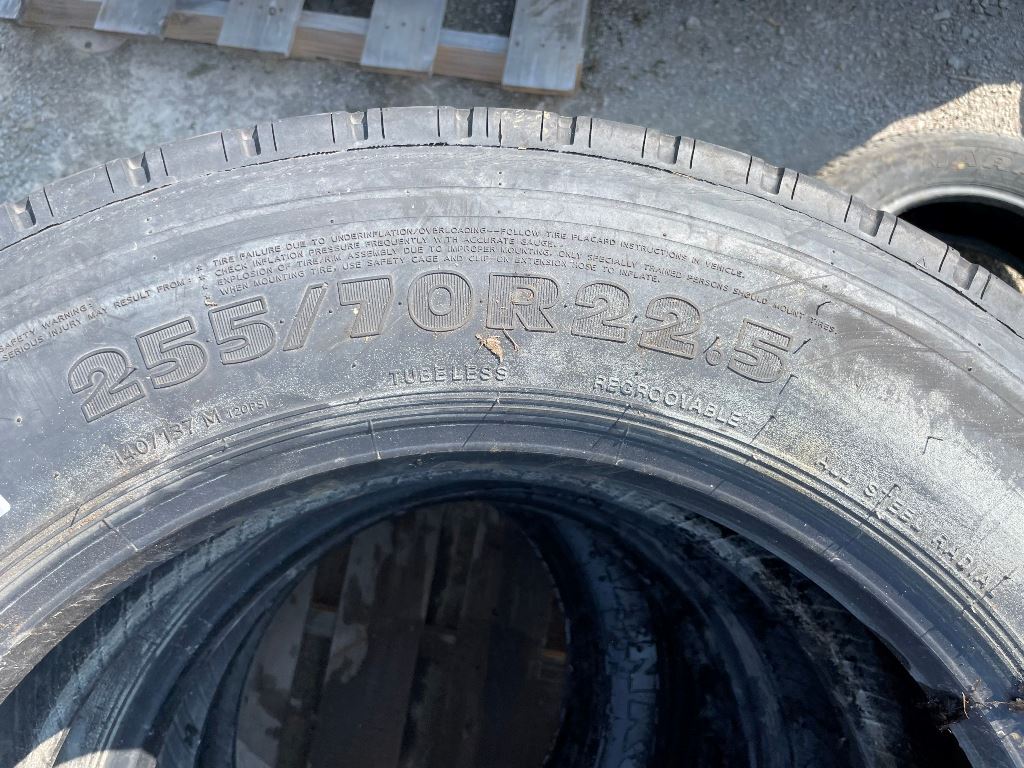 SAFETY WARNING:
SERIOUS INJURY MAY RESULT FROM:
* TIRE FAILURE DUE TO UNDERINFLATION/OVERLOADING--FOLLOW TIRE PLACARD INSTRUCTIONS IN VEHICLE.
CHECK INFLATION PRESSURE FREQUENTLY WITH ACCURATE GAUGE.
* EXPLOSION OF TIRE/RIM ASSEMBLY DUE TO IMPROPER MOUNTING. ONLY SPECIALLY TRAINED PERSONS SHOULD MOUNT TIRES.
WHEN MOUNTING TIRE, USE SAFETY CAGE AND CLIP-ON EXTENSION HOSE TO INFLATE.
255/70R22.5
TUBELESS
REGROOVABLE
140/137 M (20PR)
ALL STEEL RADIAL